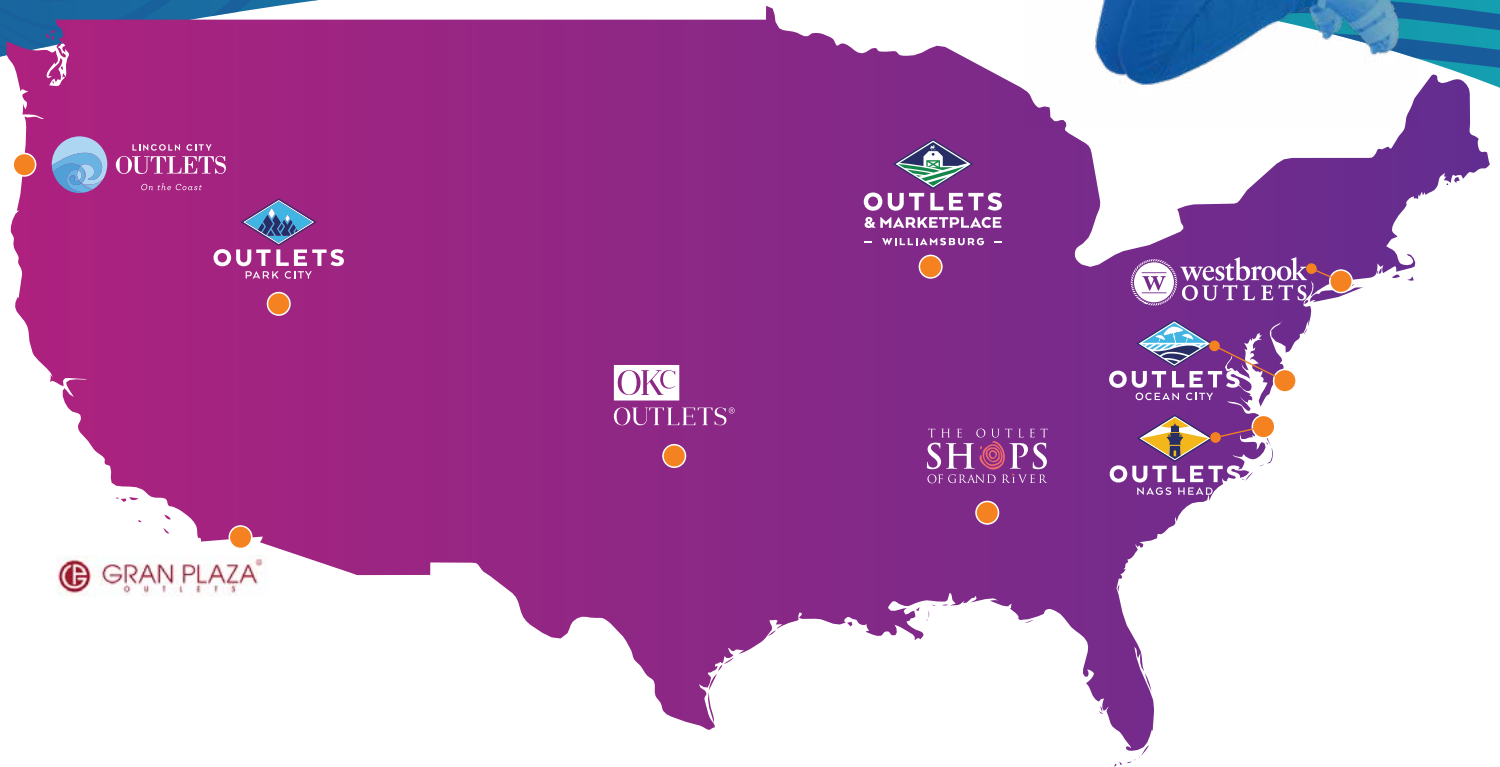 LINCOLN CITY
OUTLETS
On the Coast
OUTLETS
PARK CITY
OUTLETS
& MARKETPLACE
– WILLIAMSBURG –
W
westbrook
OUTLETS
OUTLETS
OCEAN CITY
OKC
OUTLETS®
THE OUTLET
SHOPS
OF GRAND RiVER
OUTLETS
NAGS HEAD
GP GRAN PLAZA®
OUTLETS